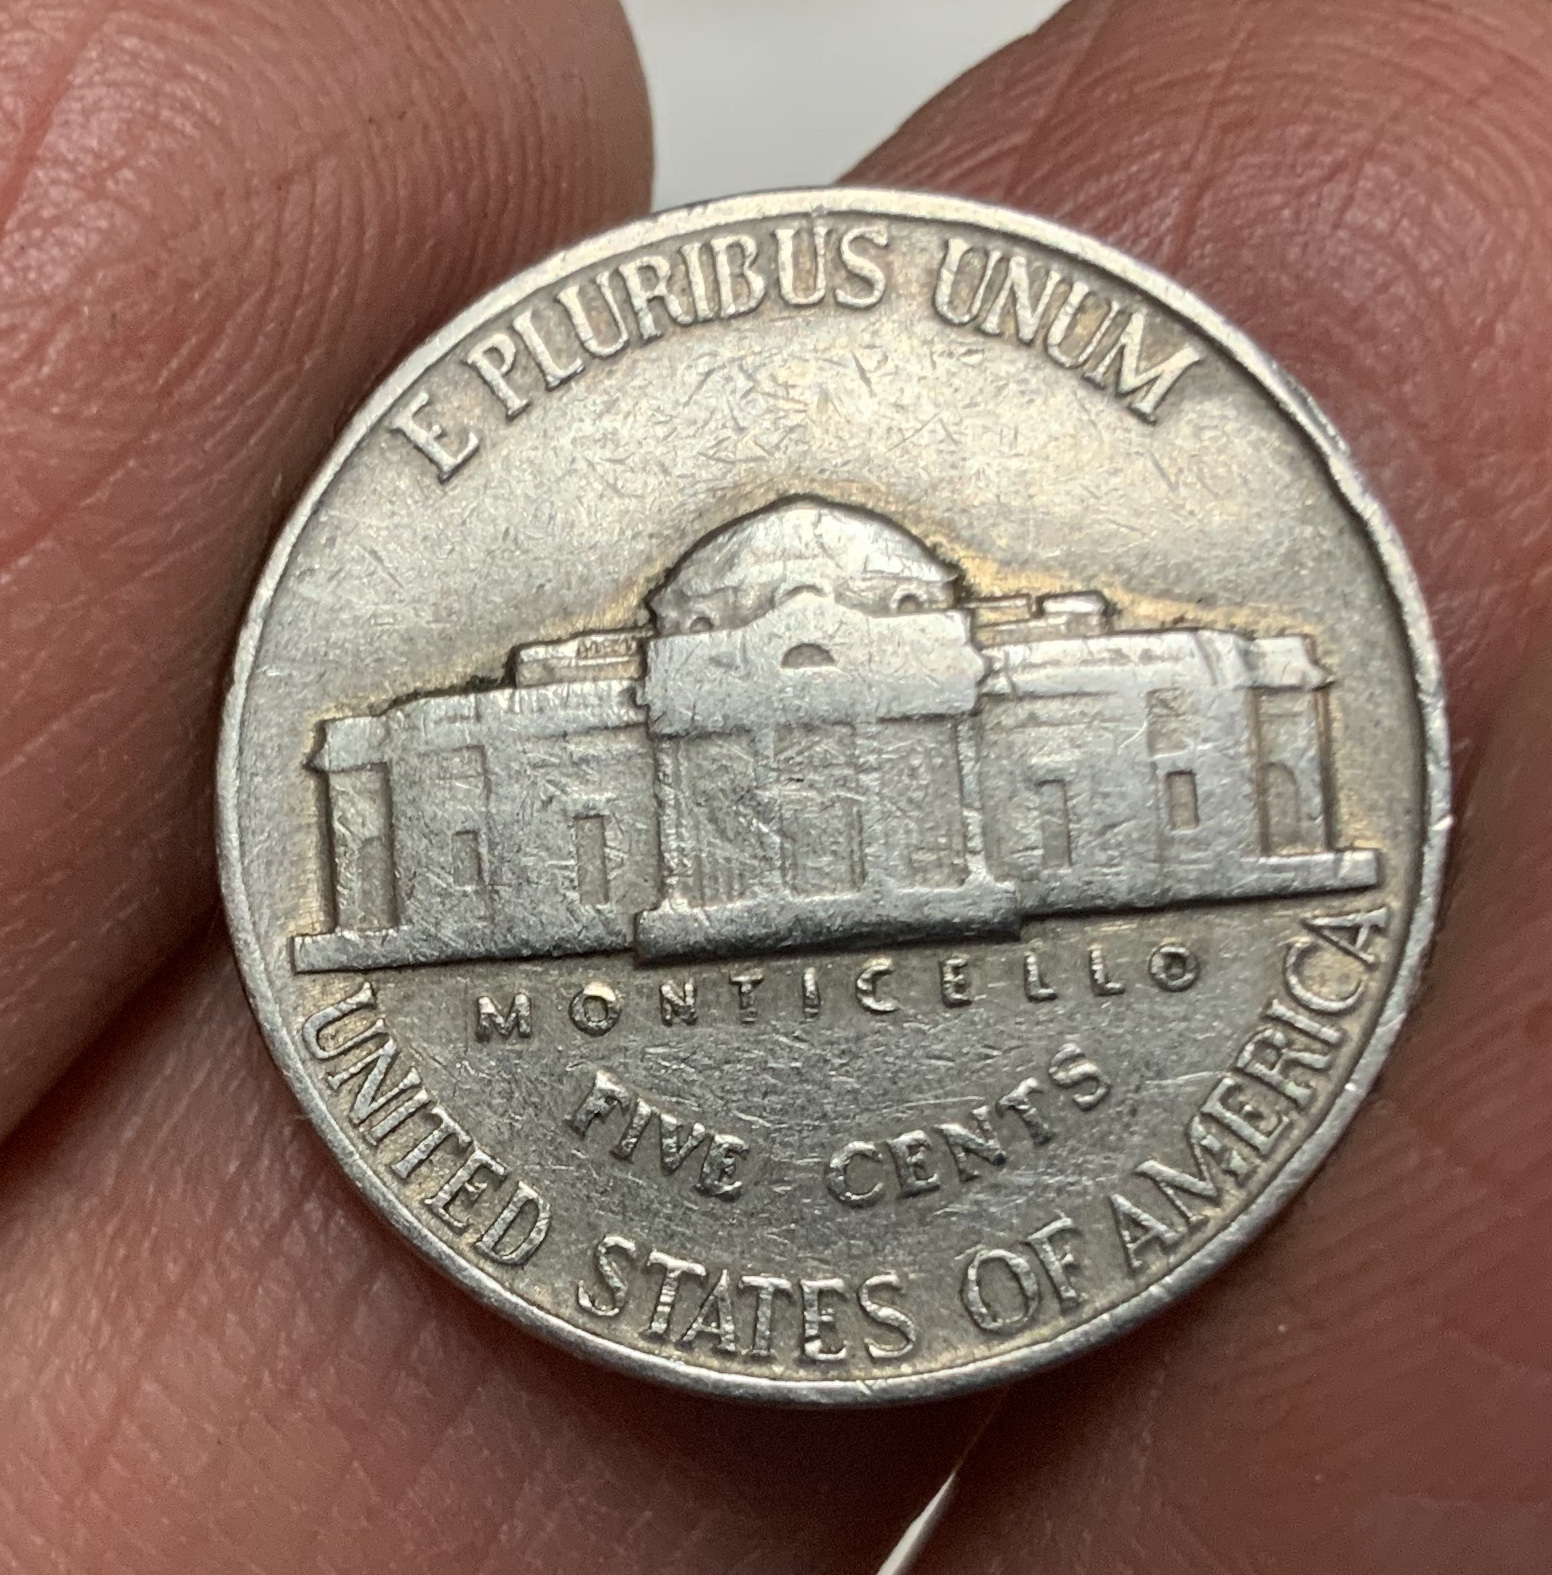 E PLURIBUS UNUM
MONTICELLO
FIVE CENTS
UNITED STATES OF AMERICA